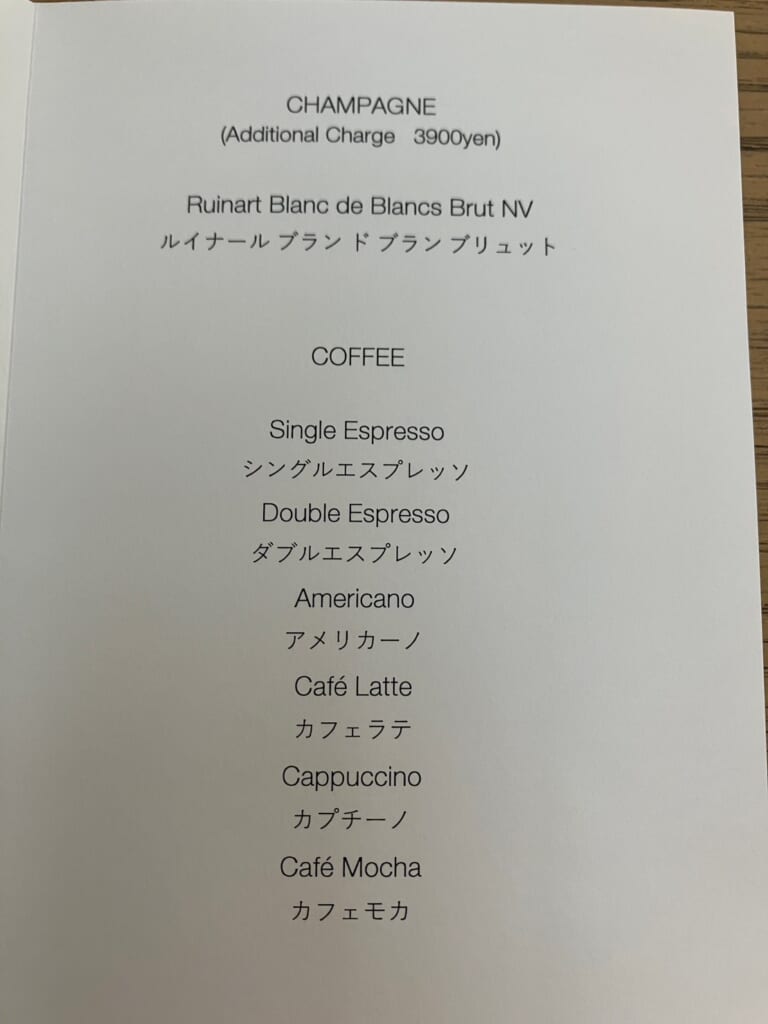 CHAMPAGNE
(Additional Charge 3900yen)
Ruinart Blanc de Blancs Brut NV
ルイナール ブラン ド ブラン ブリュット
COFFEE
Single Espresso
シングルエスプレッソ
Double Espresso
ダブルエスプレッソ
Americano
アメリカーノ
Café Latte
カフェラテ
Cappuccino
カプチーノ
Café Mocha
カフェモカ